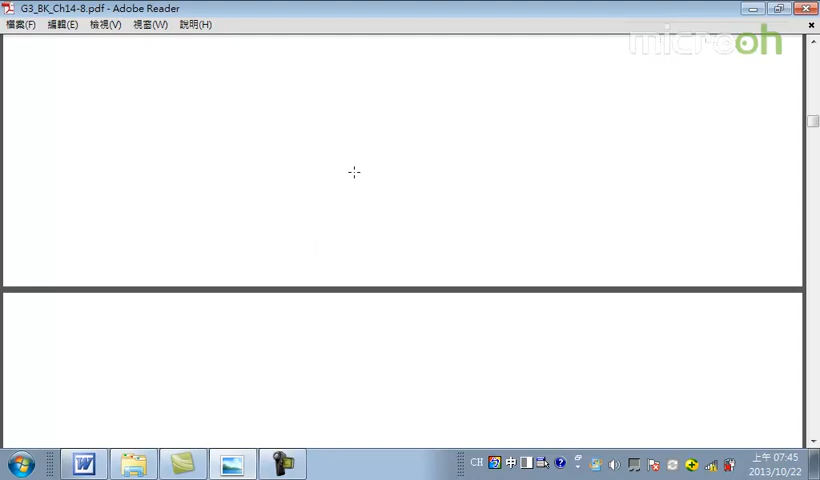 G3_BK_Ch14-8.pdf - Adobe Reader
檔案(F) 編輯(E) 檢視(V) 視窗(W) 說明(H)
microoh
CH 中
上午 07:45
2013/10/22